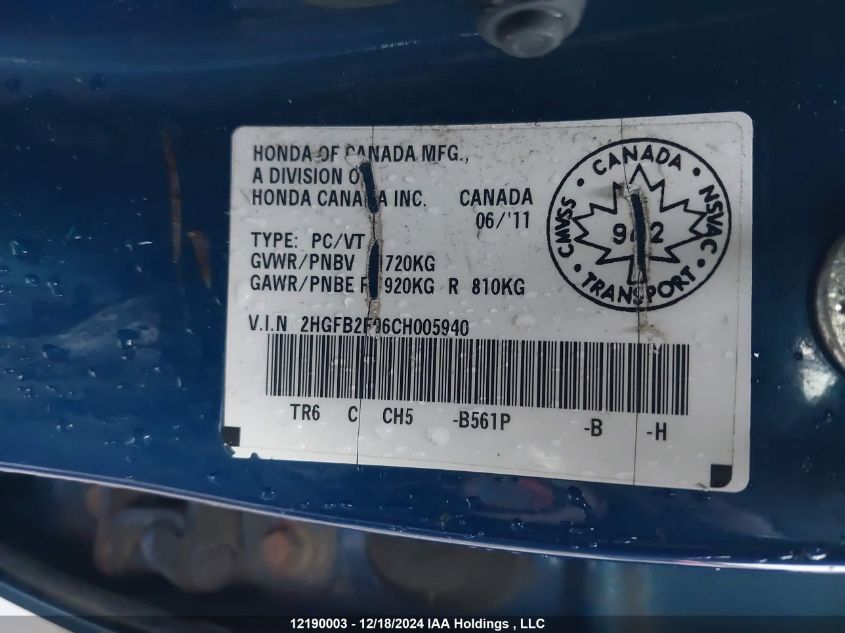 HONDA OF CANADA MFG.,
A DIVISION
HONDA CANADA INC. CANADA
06/'11
TYPE: PC/VT
GVWR/PNBV 720KG
GAWR/PNBE F 920KG R 810KG
V.I.N 2HGFB2F96CH005940
TR6 C CH5 -B561P -B -H
CANADA
CMVSS
NSVAC
TRANSPORT
12190003 - 12/18/2024 IAA Holdings , LLC